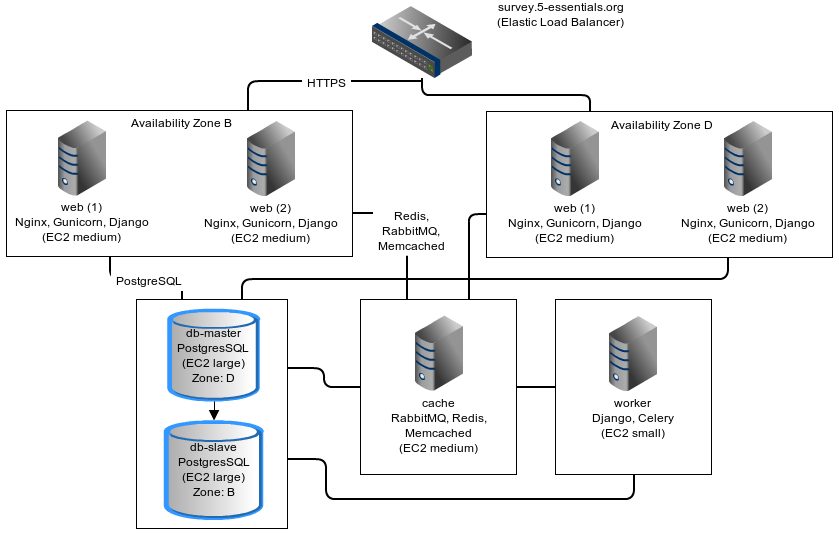 survey.5-essentials.org
(Elastic Load Balancer)
HTTPS
Availability Zone B
web (1)
Nginx, Gunicorn, Django
(EC2 medium)
web (2)
Nginx, Gunicorn, Django
(EC2 medium)
Availability Zone D
web (1)
Nginx, Gunicorn, Django
(EC2 medium)
web (2)
Nginx, Gunicorn, Django
(EC2 medium)
Redis,
RabbitMQ,
Memcached
PostgreSQL
db-master
PostgresSQL
(EC2 large)
Zone: D
db-slave
PostgresSQL
(EC2 large)
Zone: B
cache
RabbitMQ, Redis,
Memcached
(EC2 medium)
worker
Django, Celery
(EC2 small)